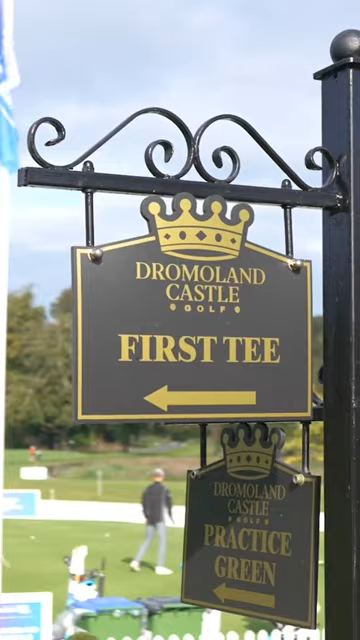 DROMOLAND
CASTLE
GOLF
FIRST TEE
DROMOLAND
CASTLE
GOLF
PRACTICE
GREEN